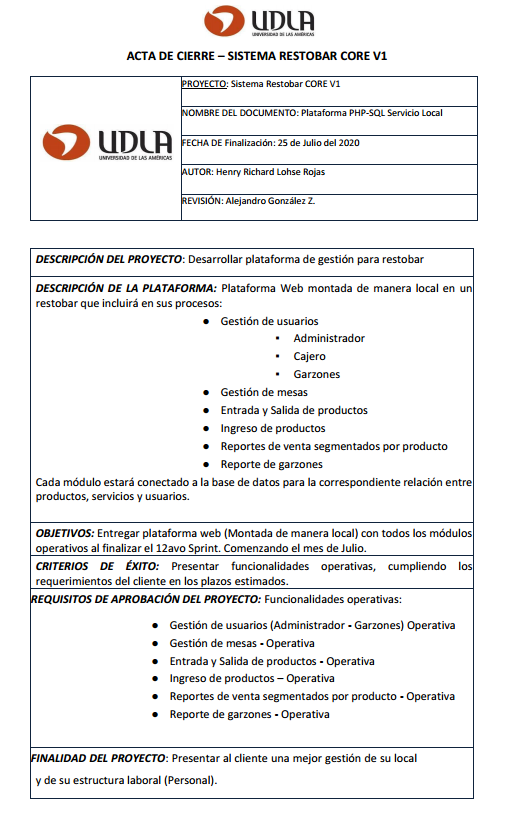 UDLA
UNIVERSIDAD DE LAS AMÉRICAS
ACTA DE CIERRE – SISTEMA RESTOBAR CORE V1
UDLA
UNIVERSIDAD DE LAS AMÉRICAS
PROYECTO: Sistema Restobar CORE V1
NOMBRE DEL DOCUMENTO: Plataforma PHP-SQL Servicio Local
FECHA DE Finalización: 25 de Julio del 2020
AUTOR: Henry Richard Lohse Rojas
REVISIÓN: Alejandro González Z.
DESCRIPCIÓN DEL PROYECTO: Desarrollar plataforma de gestión para restobar
DESCRIPCIÓN DE LA PLATAFORMA: Plataforma Web montada de manera local en un
restobar que incluirá en sus procesos:
● Gestión de usuarios
▪ Administrador
▪ Cajero
▪ Garzones
● Gestión de mesas
● Entrada y Salida de productos
● Ingreso de productos
● Reportes de venta segmentados por producto
● Reporte de garzones
Cada módulo estará conectado a la base de datos para la correspondiente relación entre
productos, servicios y usuarios.
OBJETIVOS: Entregar plataforma web (Montada de manera local) con todos los módulos
operativos al finalizar el 12avo Sprint. Comenzando el mes de Julio.
CRITERIOS DE ÉXITO: Presentar funcionalidades operativas, cumpliendo los
requerimientos del cliente en los plazos estimados.
REQUISITOS DE APROBACIÓN DEL PROYECTO: Funcionalidades operativas:
● Gestión de usuarios (Administrador - Garzones) Operativa
● Gestión de mesas - Operativa
● Entrada y Salida de productos - Operativa
● Ingreso de productos – Operativa
● Reportes de venta segmentados por producto - Operativa
● Reporte de garzones - Operativa
FINALIDAD DEL PROYECTO: Presentar al cliente una mejor gestión de su local
y de su estructura laboral (Personal).